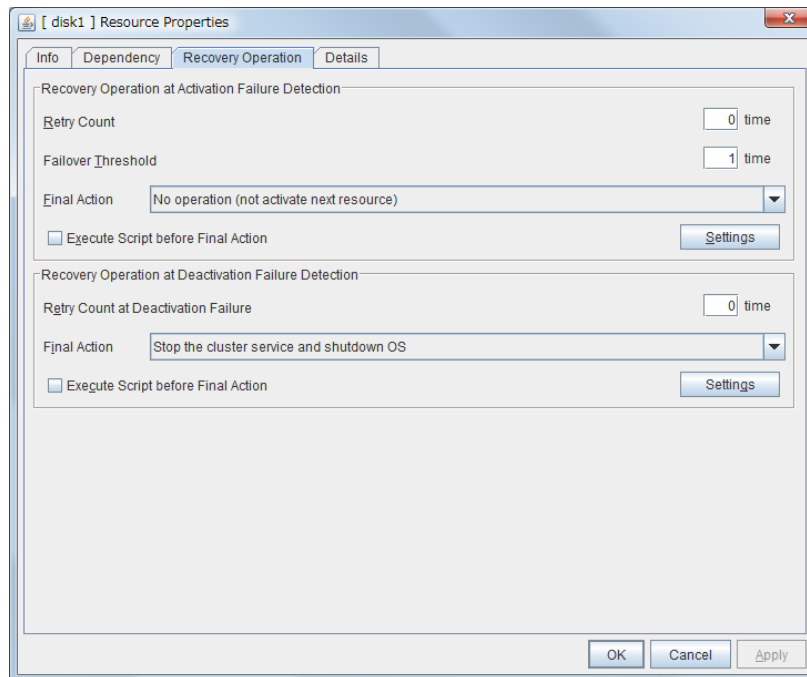 [ disk1 ] Resource Properties
Info Dependency Recovery Operation Details
Recovery Operation at Activation Failure Detection
Retry Count 0 time
Failover Threshold 1 time
Final Action No operation (not activate next resource)
Execute Script before Final Action Settings
Recovery Operation at Deactivation Failure Detection
Retry Count at Deactivation Failure 0 time
Final Action Stop the cluster service and shutdown OS
Execute Script before Final Action Settings
OK Cancel Apply